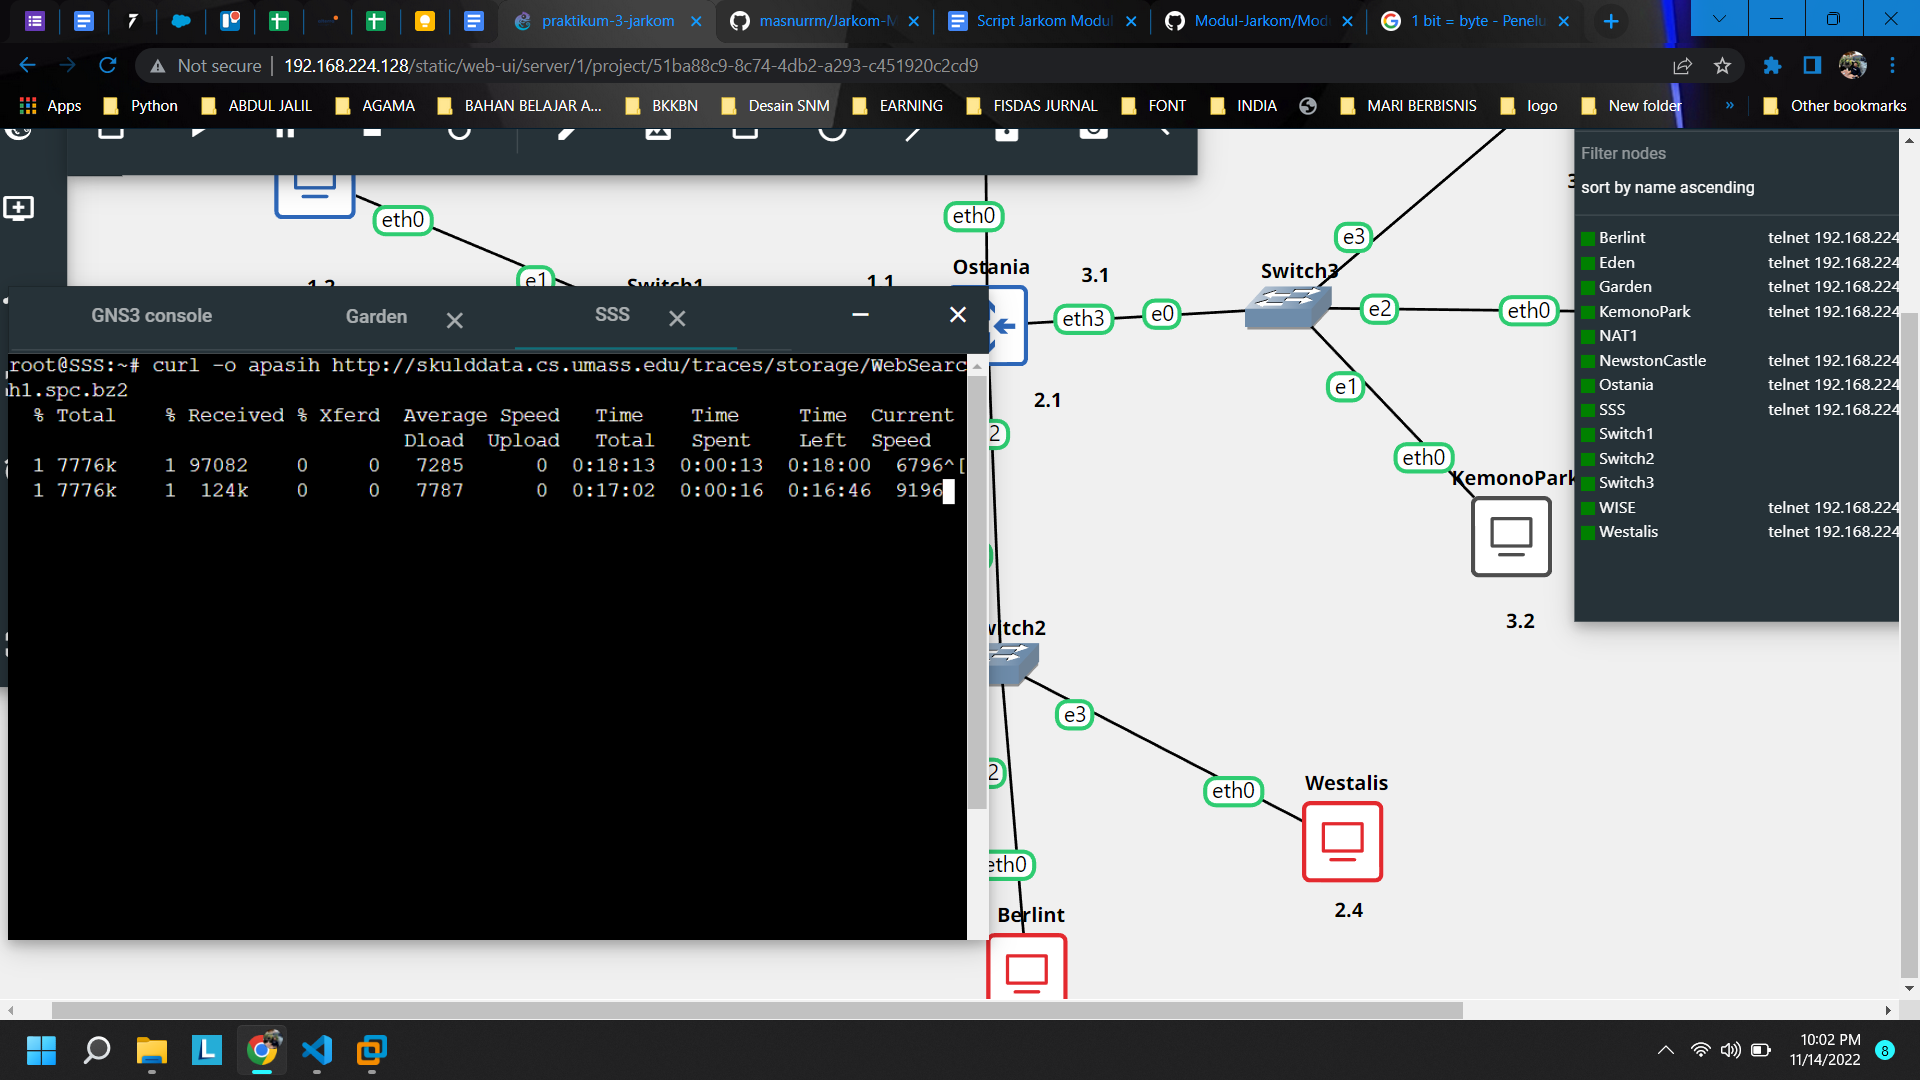 praktikum-3-jarkom
masnurrm/Jarkom-M
Script Jarkom Modul
Modul-Jarkom/Mod
1 bit = byte - Penelu
Not secure
192.168.224.128/static/web-ui/server/1/project/51ba88c9-8c74-4db2-a293-c451920c2cd9
Apps
Python
ABDUL JALIL
AGAMA
BAHAN BELAJAR A...
BKKBN
Desain SNM
EARNING
FISDAS JURNAL
FONT
INDIA
MARI BERBISNIS
logo
New folder
»
Other bookmarks
eth0
e1
Switch1
1.2
1.1
eth0
Ostania
3.1
eth3
e0
2.1
Switch3
e3
e2
eth0
e1
eth0
KemonoPark
3.2
witch2
e3
eth0
Westalis
2.4
2
2
eth0
Berlint
GNS3 console
Garden
SSS
root@SSS:~# curl -o apasih http://skulddata.cs.umass.edu/traces/storage/WebSearc
h1.spc.bz2
% Total % Received % Xferd Average Speed Time Time Time Current
Dload Upload Total Spent Left Speed
1 7776k 1 97082 0 0 7285 0 0:18:13 0:00:13 0:18:00 6796^[
1 7776k 1 124k 0 0 7787 0 0:17:02 0:00:16 0:16:46 9196
Filter nodes
sort by name ascending
Berlint telnet 192.168.224
Eden telnet 192.168.224
Garden telnet 192.168.224
KemonoPark telnet 192.168.224
NAT1
NewstonCastle telnet 192.168.224
Ostania telnet 192.168.224
SSS telnet 192.168.224
Switch1
Switch2
Switch3
WISE telnet 192.168.224
Westalis telnet 192.168.224
10:02 PM
11/14/2022
8